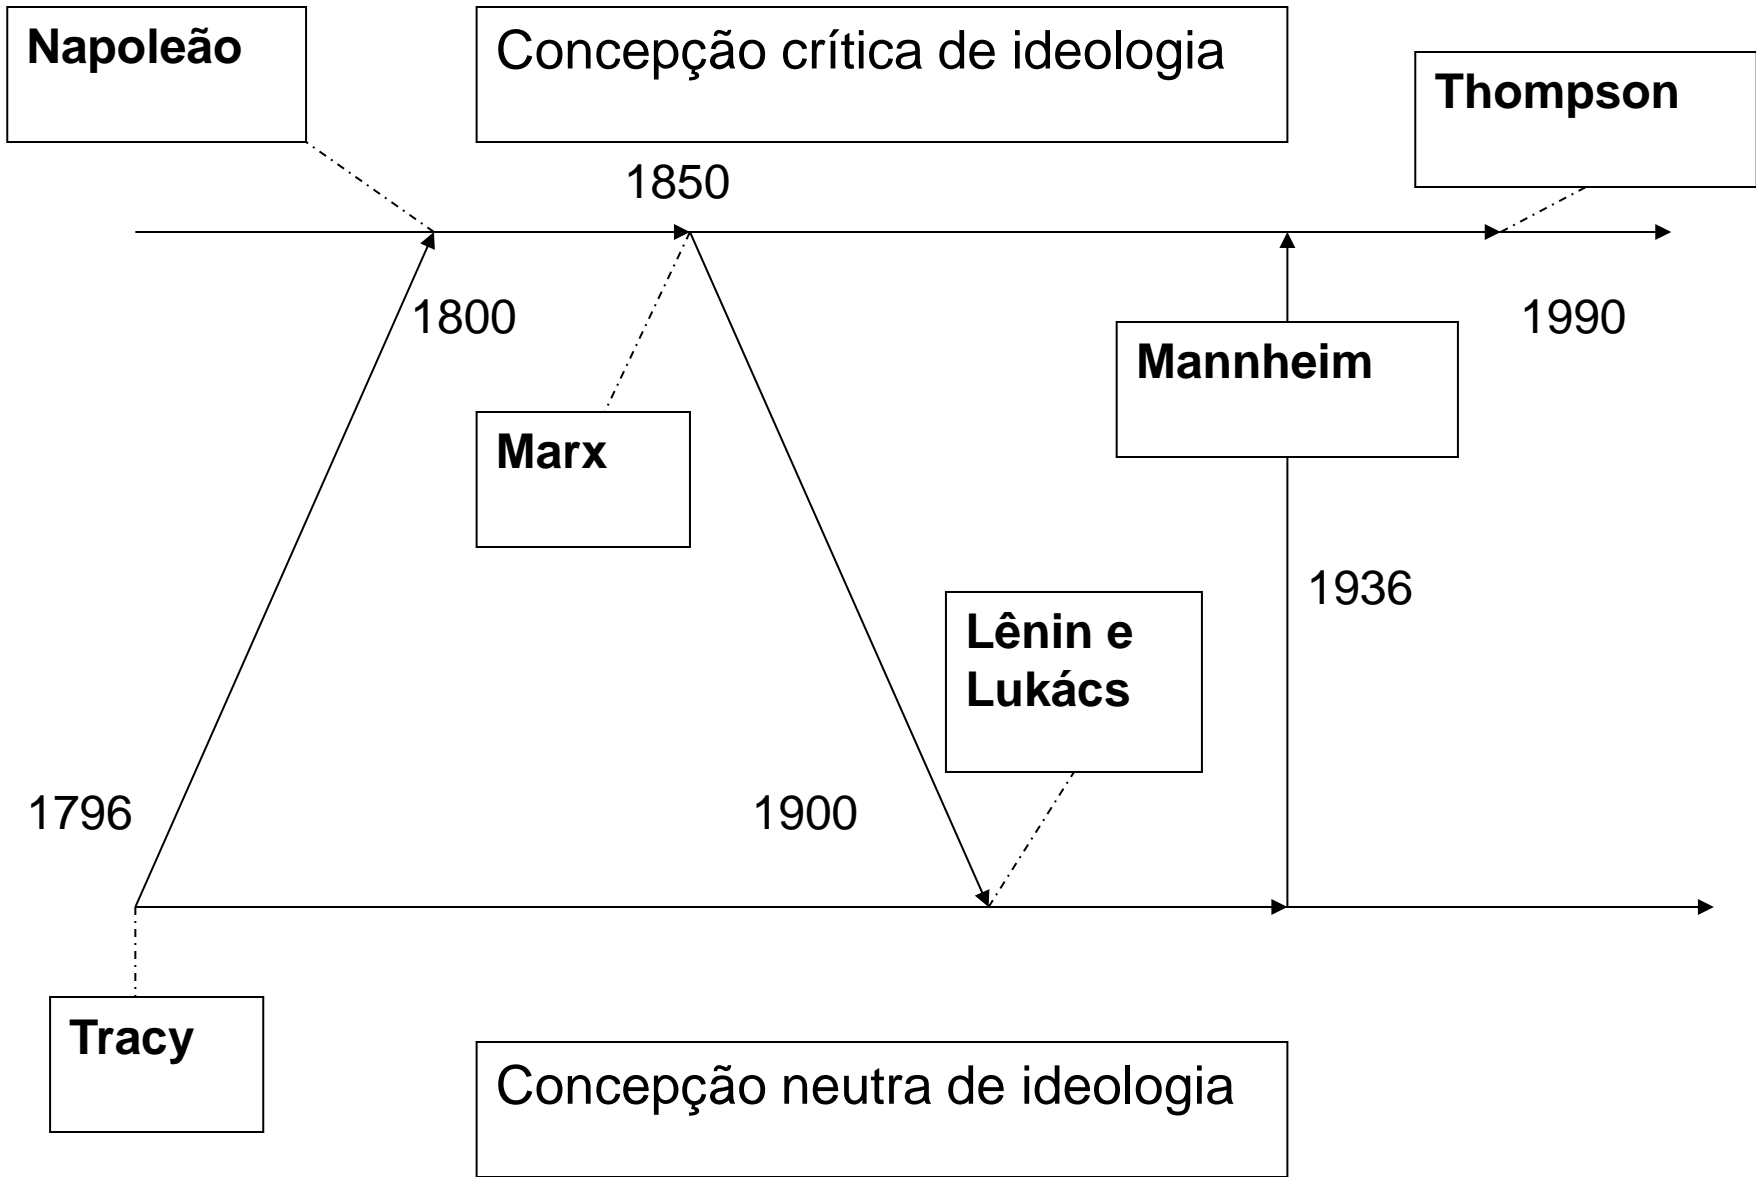 Napoleão
Concepção crítica de ideologia
Thompson
1850
1800
1990
Mannheim
Marx
1936
Lênin e
Lukács
1796
1900
Tracy
Concepção neutra de ideologia